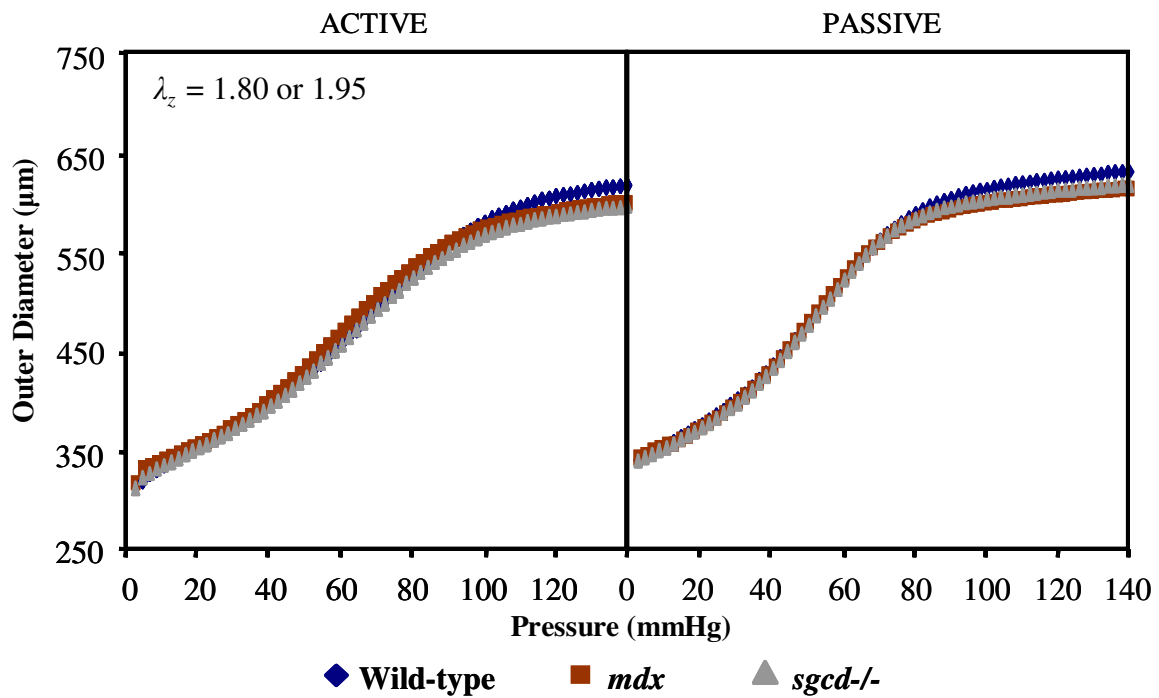 ACTIVE PASSIVE
λz = 1.80 or 1.95
Outer Diameter (µm)
750
650
550
450
350
250
0 20 40 60 80 100 120 0 20 40 60 80 100 120 140
Pressure (mmHg)
Wild-type mdx sgcd-/-